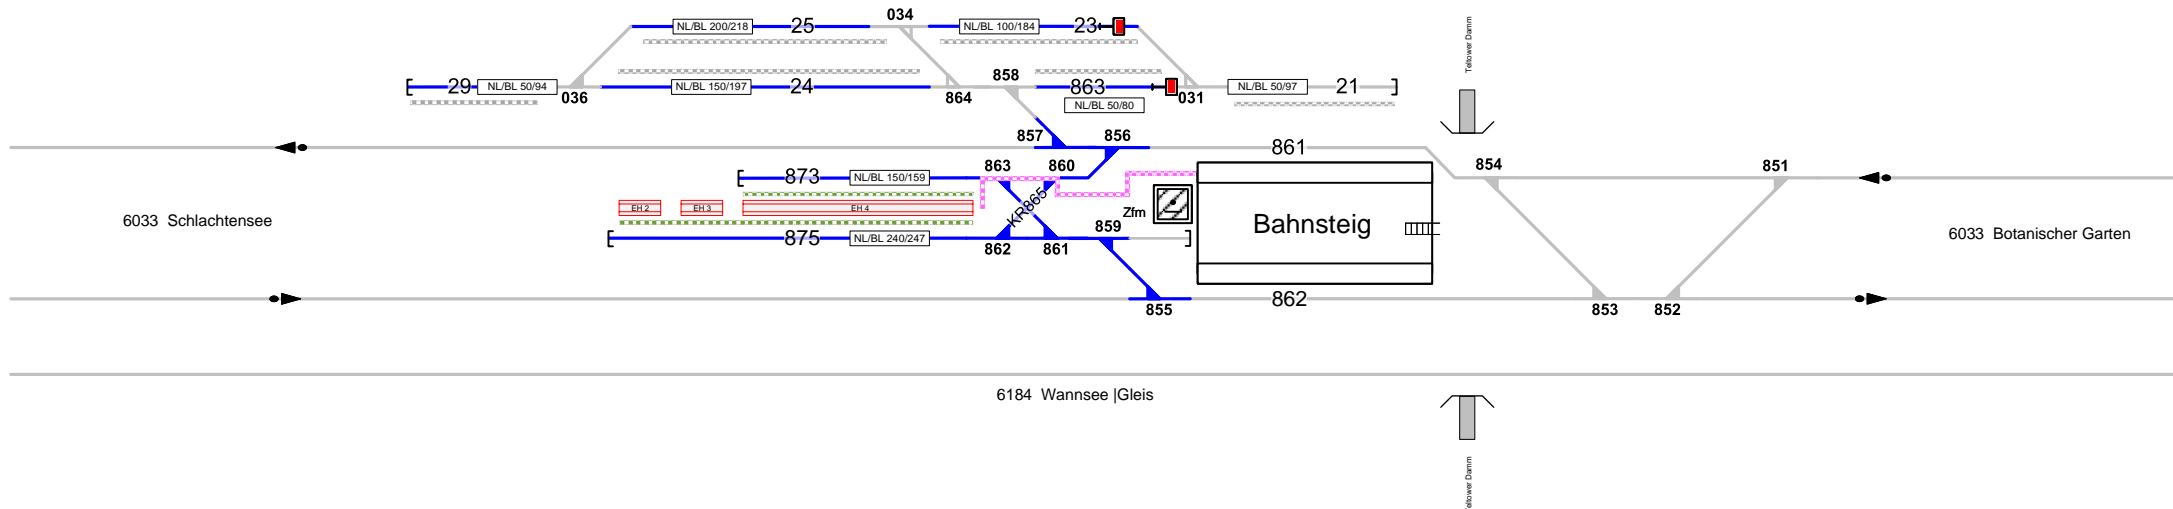 034
NL/BL 200/218
25
NL/BL 100/184
23
Teltower Damm
858
29
NL/BL 50/94
036
NL/BL 150/197
24
864
863
NL/BL 50/80
031
NL/BL 50/97
21
857
856
861
854
851
873
NL/BL 150/159
863
860
KR865
EH 2
EH 3
EH 4
Zfm
Bahnsteig
6033 Schlachtensee
6033 Botanischer Garten
875
NL/BL 240/247
862
861
859
855
862
853
852
6184 Wannsee |Gleis
Teltower Damm